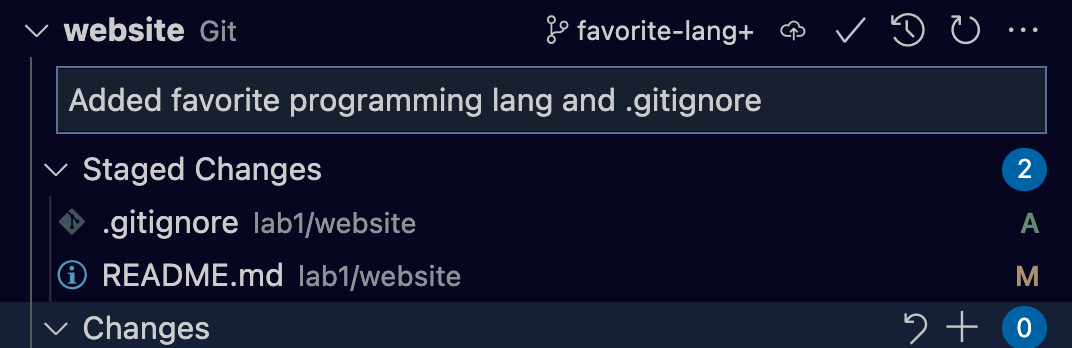 website Git favorite-lang+
Added favorite programming lang and .gitignore
Staged Changes 2
.gitignore lab1/website A
README.md lab1/website M
Changes 0